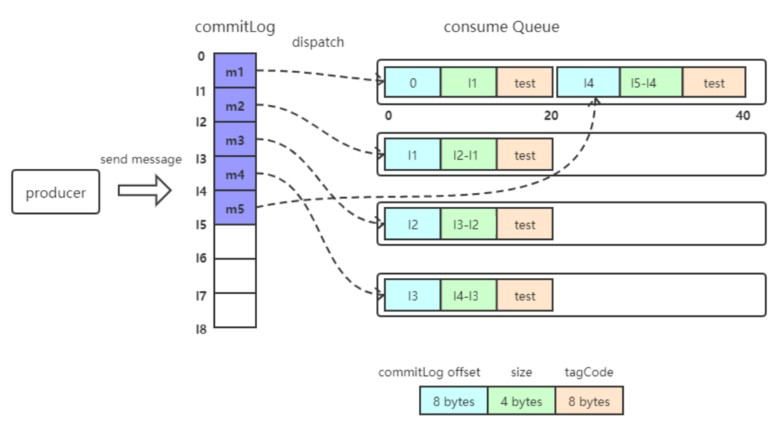 commitLog
consume Queue
dispatch
0
m1
l1
m2
l2
m3
l3
m4
l4
m5
l5
l6
l7
l8
send message
producer
0 l1 test l4 l5-l4 test
0 20 40
l1 l2-l1 test
l2 l3-l2 test
l3 l4-l3 test
commitLog offset size tagCode
8 bytes 4 bytes 8 bytes